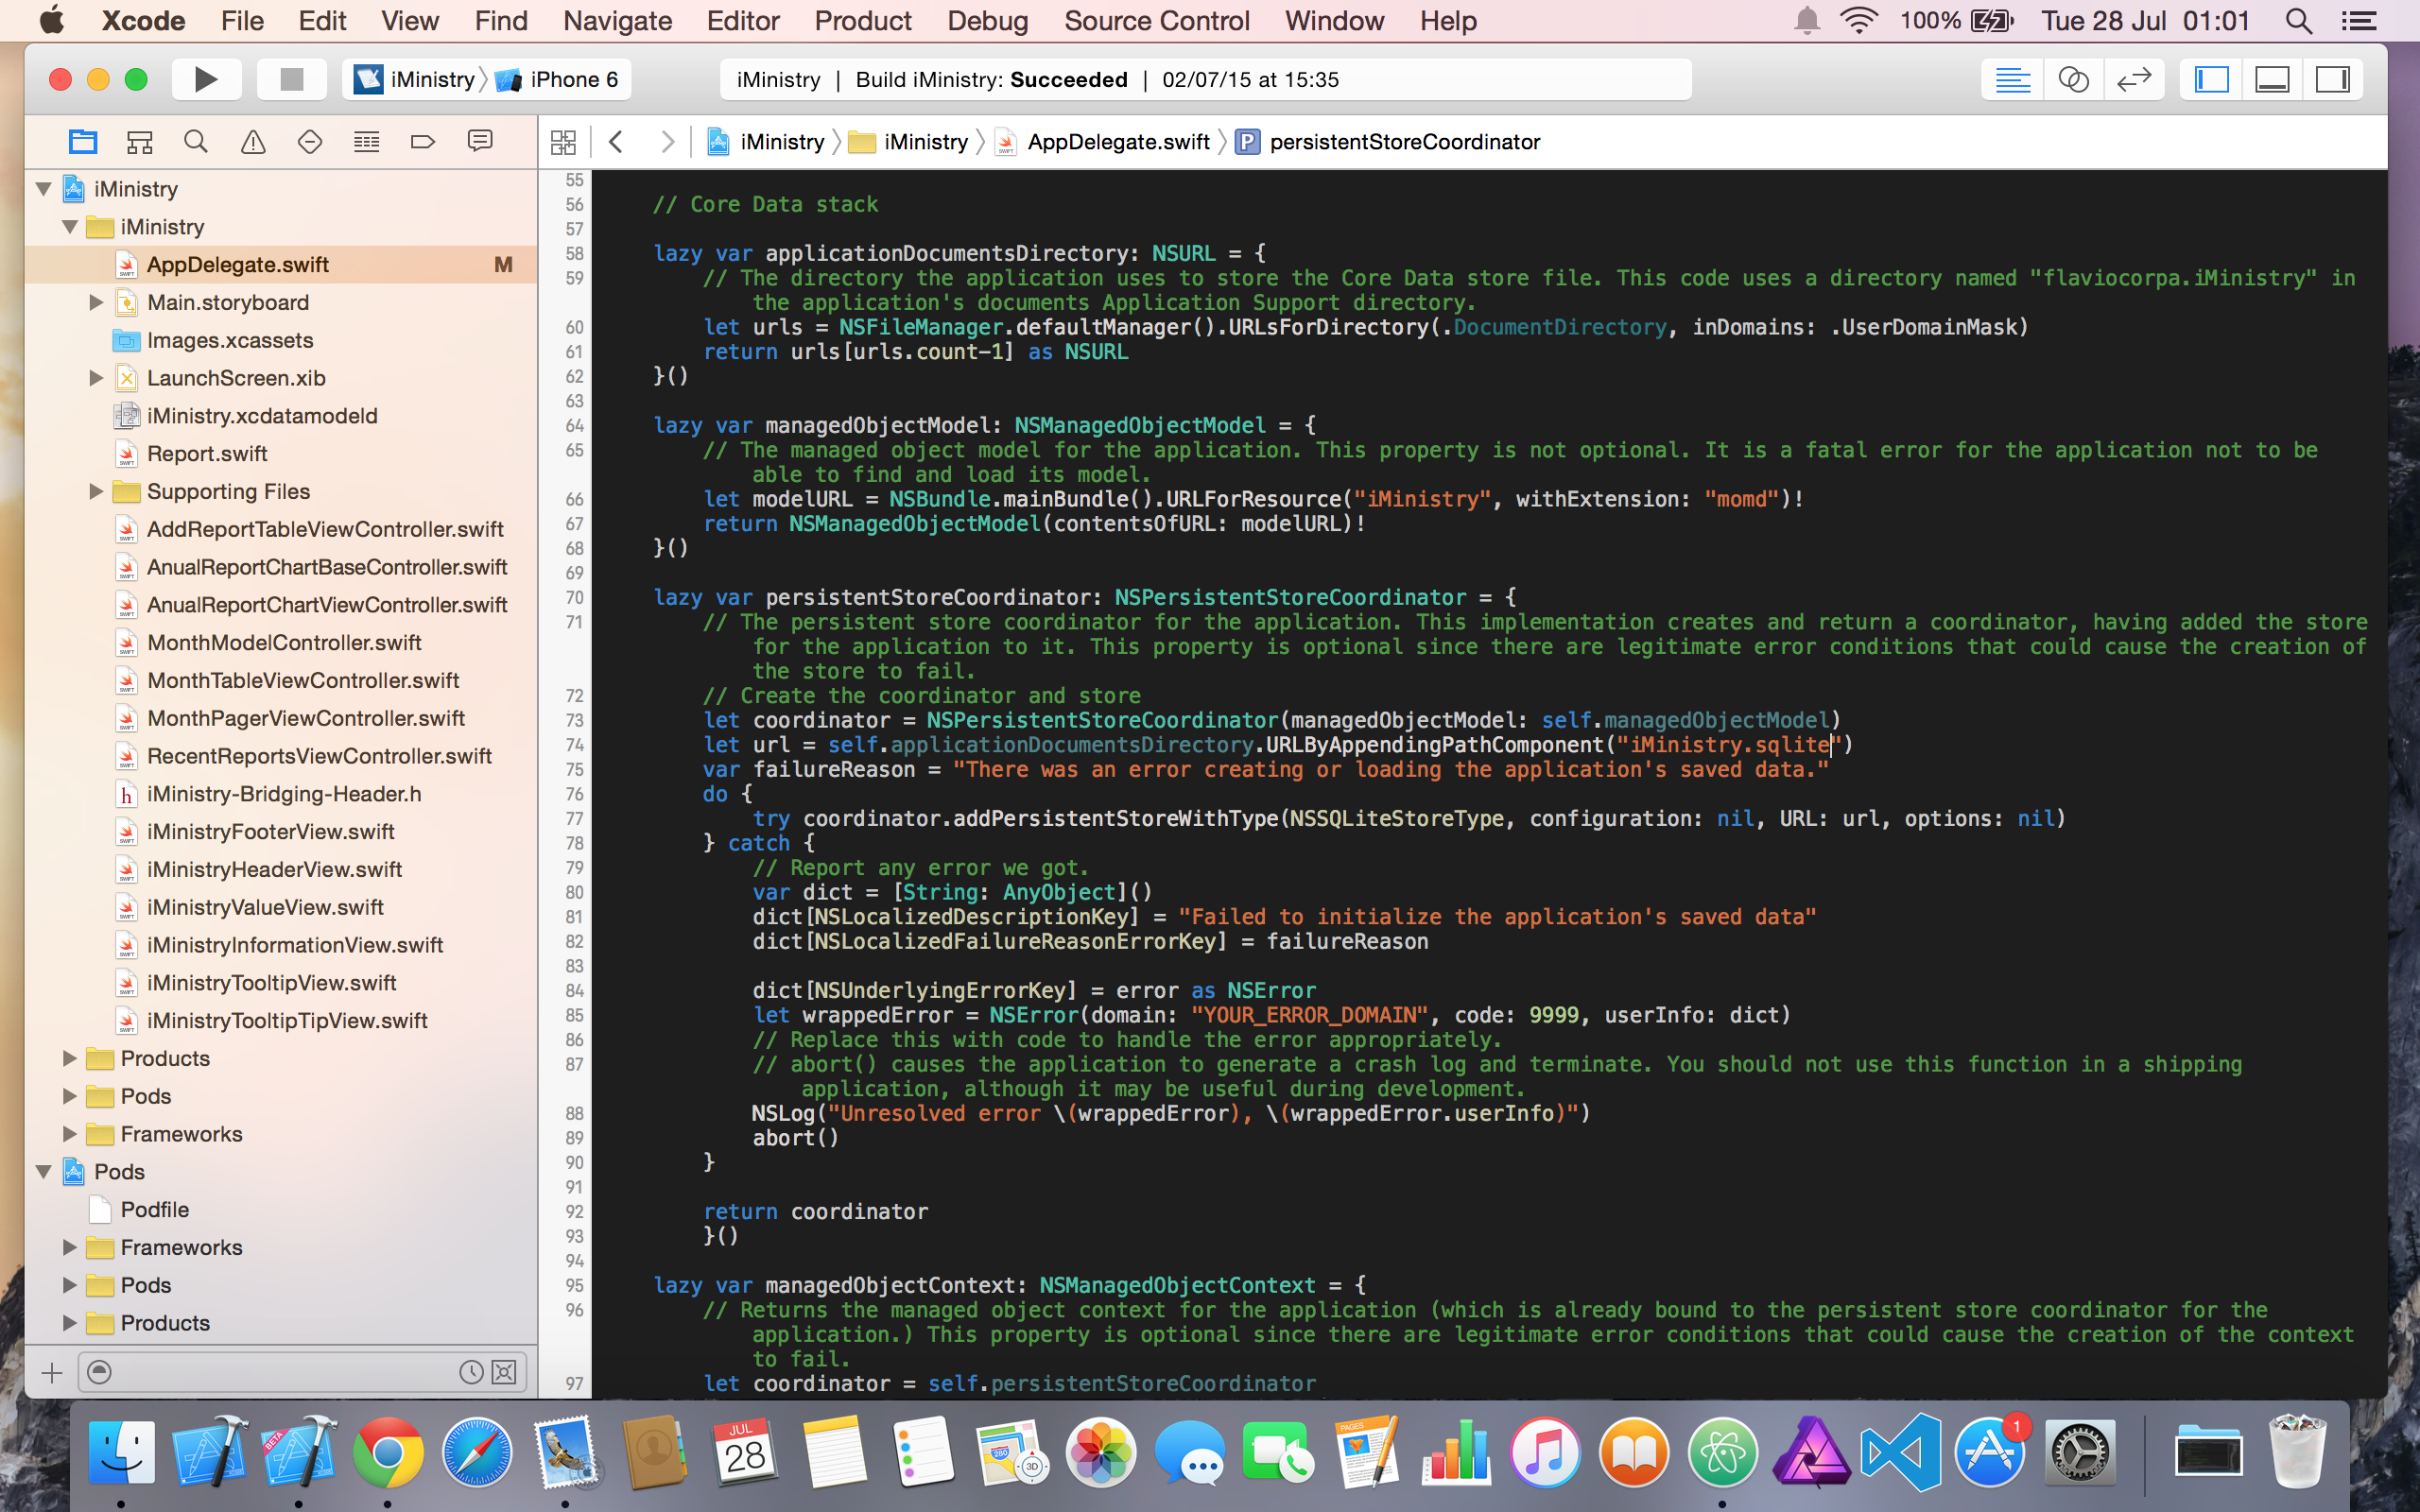 Xcode File Edit View Find Navigate Editor Product Debug Source Control Window Help 100% Tue 28 Jul 01:01
iMinistry iPhone 6 iMinistry | Build iMinistry: Succeeded | 02/07/15 at 15:35
iMinistry iMinistry AppDelegate.swift P persistentStoreCoordinator
iMinistry
iMinistry
AppDelegate.swift M
Main.storyboard
Images.xcassets
LaunchScreen.xib
iMinistry.xcdatamodeld
Report.swift
Supporting Files
AddReportTableViewController.swift
AnualReportChartBaseController.swift
AnualReportChartViewController.swift
MonthModelController.swift
MonthTableViewController.swift
MonthPagerViewController.swift
RecentReportsViewController.swift
h iMinistry-Bridging-Header.h
iMinistryFooterView.swift
iMinistryHeaderView.swift
iMinistryValueView.swift
iMinistryInformationView.swift
iMinistryTooltipView.swift
iMinistryTooltipTipView.swift
Products
Pods
Frameworks
Pods
Podfile
Frameworks
Pods
Products
55
56 // Core Data stack
57
58 lazy var applicationDocumentsDirectory: NSURL = {
59 // The directory the application uses to store the Core Data store file. This code uses a directory named "flaviocorpa.iMinistry" in
the application's documents Application Support directory.
60 let urls = NSFileManager.defaultManager().URLsForDirectory(.DocumentDirectory, inDomains: .UserDomainMask)
61 return urls[urls.count-1] as NSURL
62 }()
63
64 lazy var managedObjectModel: NSManagedObjectModel = {
65 // The managed object model for the application. This property is not optional. It is a fatal error for the application not to be
able to find and load its model.
66 let modelURL = NSBundle.mainBundle().URLForResource("iMinistry", withExtension: "momd")!
67 return NSManagedObjectModel(contentsOfURL: modelURL)!
68 }()
69
70 lazy var persistentStoreCoordinator: NSPersistentStoreCoordinator = {
71 // The persistent store coordinator for the application. This implementation creates and return a coordinator, having added the store
for the application to it. This property is optional since there are legitimate error conditions that could cause the creation of
the store to fail.
72 // Create the coordinator and store
73 let coordinator = NSPersistentStoreCoordinator(managedObjectModel: self.managedObjectModel)
74 let url = self.applicationDocumentsDirectory.URLByAppendingPathComponent("iMinistry.sqlite")
75 var failureReason = "There was an error creating or loading the application's saved data."
76 do {
77 try coordinator.addPersistentStoreWithType(NSSQLiteStoreType, configuration: nil, URL: url, options: nil)
78 } catch {
79 // Report any error we got.
80 var dict = [String: AnyObject]()
81 dict[NSLocalizedDescriptionKey] = "Failed to initialize the application's saved data"
82 dict[NSLocalizedFailureReasonErrorKey] = failureReason
83
84 dict[NSUnderlyingErrorKey] = error as NSError
85 let wrappedError = NSError(domain: "YOUR_ERROR_DOMAIN", code: 9999, userInfo: dict)
86 // Replace this with code to handle the error appropriately.
87 // abort() causes the application to generate a crash log and terminate. You should not use this function in a shipping
application, although it may be useful during development.
88 NSLog("Unresolved error \(wrappedError), \(wrappedError.userInfo)")
89 abort()
90 }
91
92 return coordinator
93 }()
94
95 lazy var managedObjectContext: NSManagedObjectContext = {
96 // Returns the managed object context for the application (which is already bound to the persistent store coordinator for the
application.) This property is optional since there are legitimate error conditions that could cause the creation of the context
to fail.
97 let coordinator = self.persistentStoreCoordinator
BETA
JUL
28
280
3D
PAGES
1